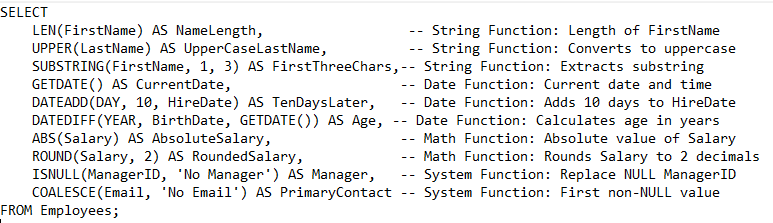 SELECT
    LEN(FirstName) AS NameLength,                  -- String Function: Length of FirstName
    UPPER(LastName) AS UpperCaseLastName,          -- String Function: Converts to uppercase
    SUBSTRING(FirstName, 1, 3) AS FirstThreeChars,-- String Function: Extracts substring
    GETDATE() AS CurrentDate,                     -- Date Function: Current date and time
    DATEADD(DAY, 10, HireDate) AS TenDaysLater,   -- Date Function: Adds 10 days to HireDate
    DATEDIFF(YEAR, BirthDate, GETDATE()) AS Age, -- Date Function: Calculates age in years
    ABS(Salary) AS AbsoluteSalary,                -- Math Function: Absolute value of Salary
    ROUND(Salary, 2) AS RoundedSalary,            -- Math Function: Rounds Salary to 2 decimals
    ISNULL(ManagerID, 'No Manager') AS Manager,   -- System Function: Replace NULL ManagerID
    COALESCE(Email, 'No Email') AS PrimaryContact -- System Function: First non-NULL value
FROM Employees;